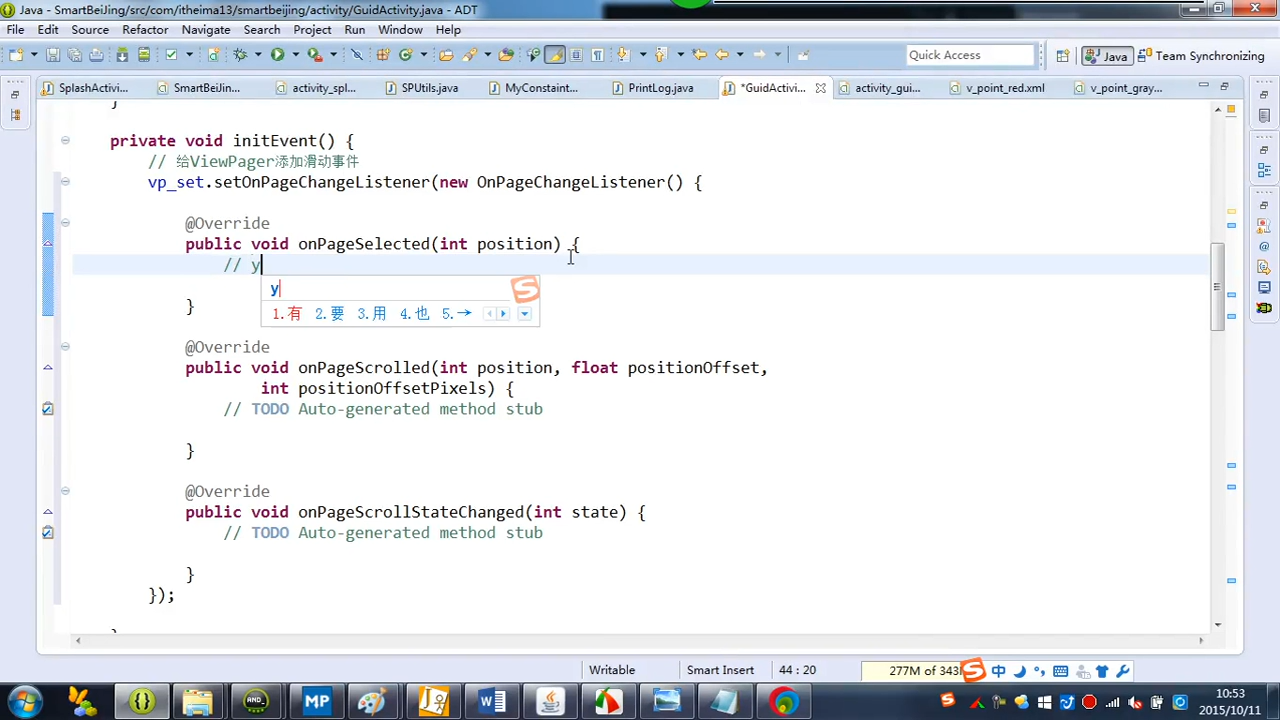 Java - SmartBeiJing/src/com/itheima13/smartbeijing/activity/GuidActivity.java - ADT
File Edit Source Refactor Navigate Search Project Run Window Help
Quick Access
Java
Team Synchronizing
SplashActivi...
SmartBeiJin...
activity_spl...
SPUtils.java
MyConstaint...
PrintLog.java
*GuidActivi...
activity_gui...
v_point_red.xml
v_point_gray...
}
private void initEvent() {
// 给ViewPager添加滑动事件
vp_set.setOnPageChangeListener(new OnPageChangeListener() {
@Override
public void onPageSelected(int position) {
// y
y
1.有 2.要 3.用 4.也 5.→
}
@Override
public void onPageScrolled(int position, float positionOffset,
int positionOffsetPixels) {
// TODO Auto-generated method stub
}
@Override
public void onPageScrollStateChanged(int state) {
// TODO Auto-generated method stub
}
});
}
Writable
Smart Insert
44 : 20
277M of 343
中
MP
10:53
2015/10/11